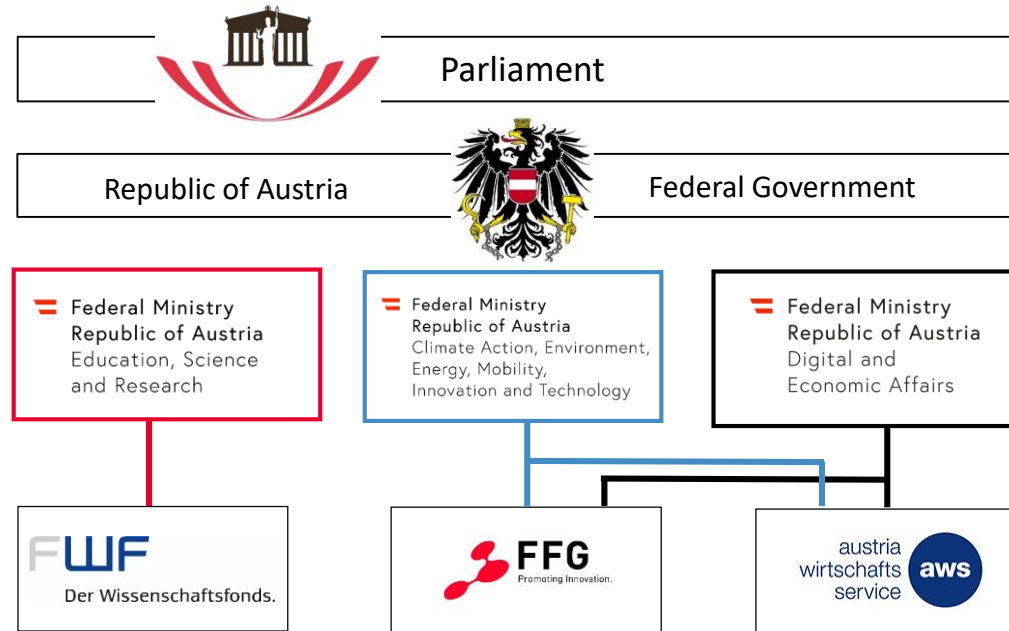 Parliament
Republic of Austria
Federal Government
Federal Ministry
Republic of Austria
Education, Science
and Research
Federal Ministry
Republic of Austria
Climate Action, Environment,
Energy, Mobility,
Innovation and Technology
Federal Ministry
Republic of Austria
Digital and
Economic Affairs
FWF
Der Wissenschaftsfonds.
FFG
Promoting Innovation.
austria
wirtschafts
service
aws